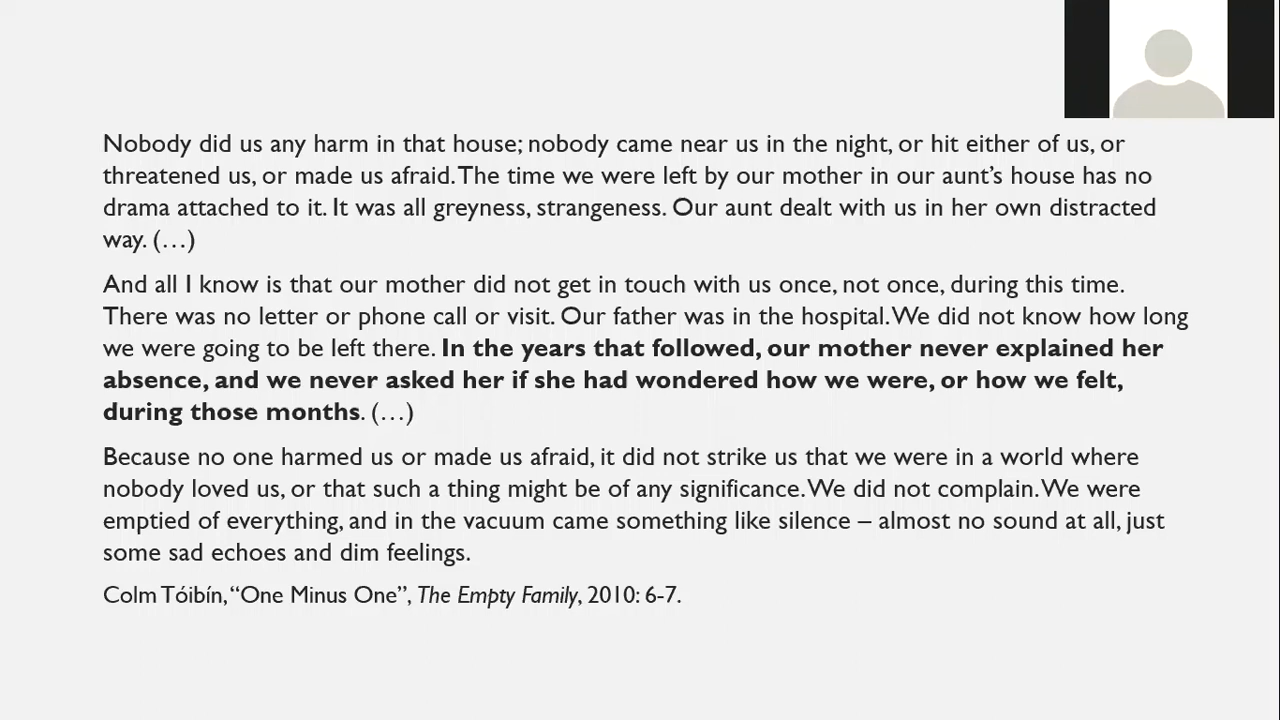 Nobody did us any harm in that house; nobody came near us in the night, or hit either of us, or
threatened us, or made us afraid. The time we were left by our mother in our aunt’s house has no
drama attached to it. It was all greyness, strangeness. Our aunt dealt with us in her own distracted
way. (…)
And all I know is that our mother did not get in touch with us once, not once, during this time.
There was no letter or phone call or visit. Our father was in the hospital. We did not know how long
we were going to be left there. In the years that followed, our mother never explained her
absence, and we never asked her if she had wondered how we were, or how we felt,
during those months. (…)
Because no one harmed us or made us afraid, it did not strike us that we were in a world where
nobody loved us, or that such a thing might be of any significance. We did not complain. We were
emptied of everything, and in the vacuum came something like silence – almost no sound at all, just
some sad echoes and dim feelings.
Colm Tóibín, “One Minus One”, The Empty Family, 2010: 6-7.